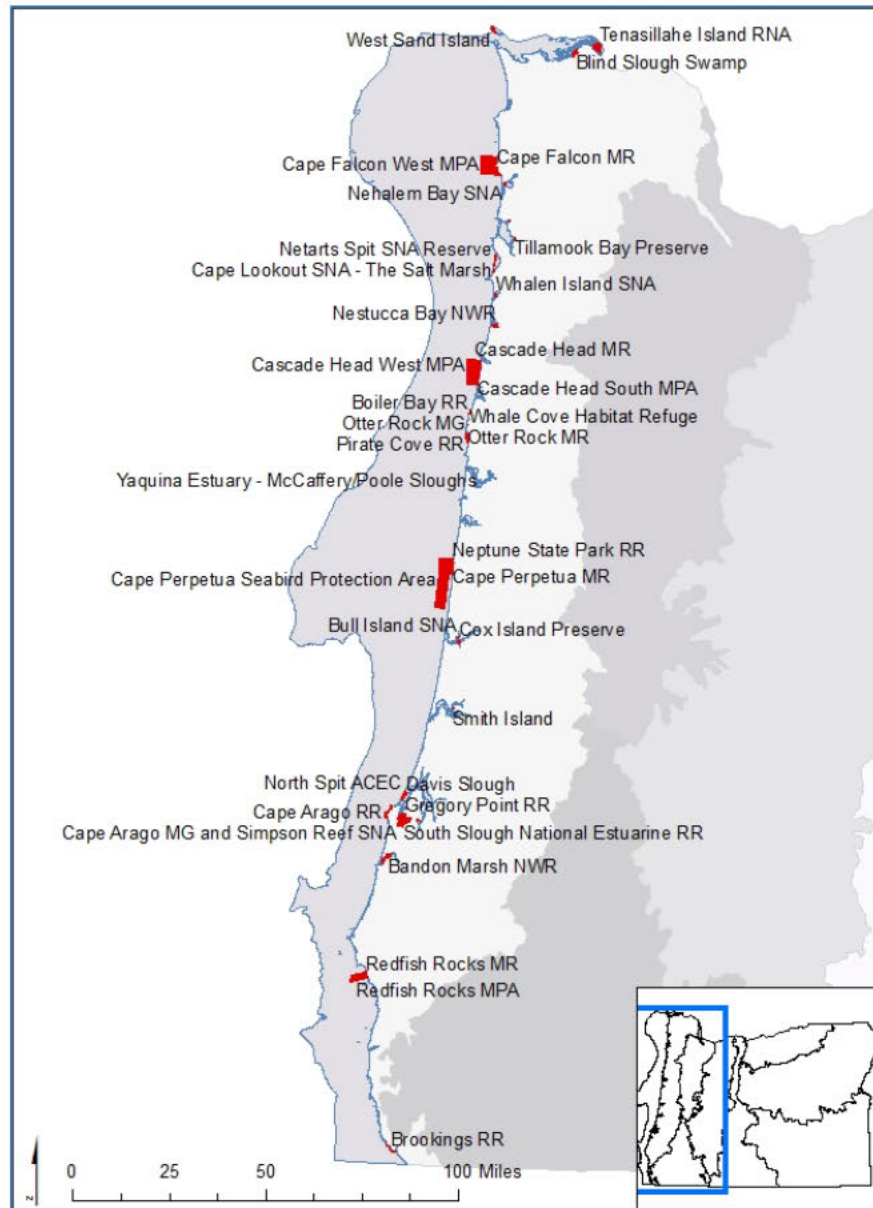 West Sand Island
Tenasillahe Island RNA
Blind Slough Swamp
Cape Falcon West MPA
Cape Falcon MR
Nehalem Bay SNA
Netarts Spit SNA Reserve
Tillamook Bay Preserve
Cape Lookout SNA - The Salt Marsh
Whalen Island SNA
Nestucca Bay NWR
Cascade Head MR
Cascade Head West MPA
Cascade Head South MPA
Boiler Bay RR
Whale Cove Habitat Refuge
Otter Rock MG
Otter Rock MR
Pirate Cove RR
Yaquina Estuary - McCaffery/Poole Sloughs
Neptune State Park RR
Cape Perpetua Seabird Protection Area
Cape Perpetua MR
Bull Island SNA
Cox Island Preserve
Smith Island
North Spit ACEC
Davis Slough
Cape Arago RR
Gregory Point RR
Cape Arago MG and Simpson Reef SNA
South Slough National Estuarine RR
Bandon Marsh NWR
Redfish Rocks MR
Redfish Rocks MPA
Brookings RR
0 25 50 100 Miles
z